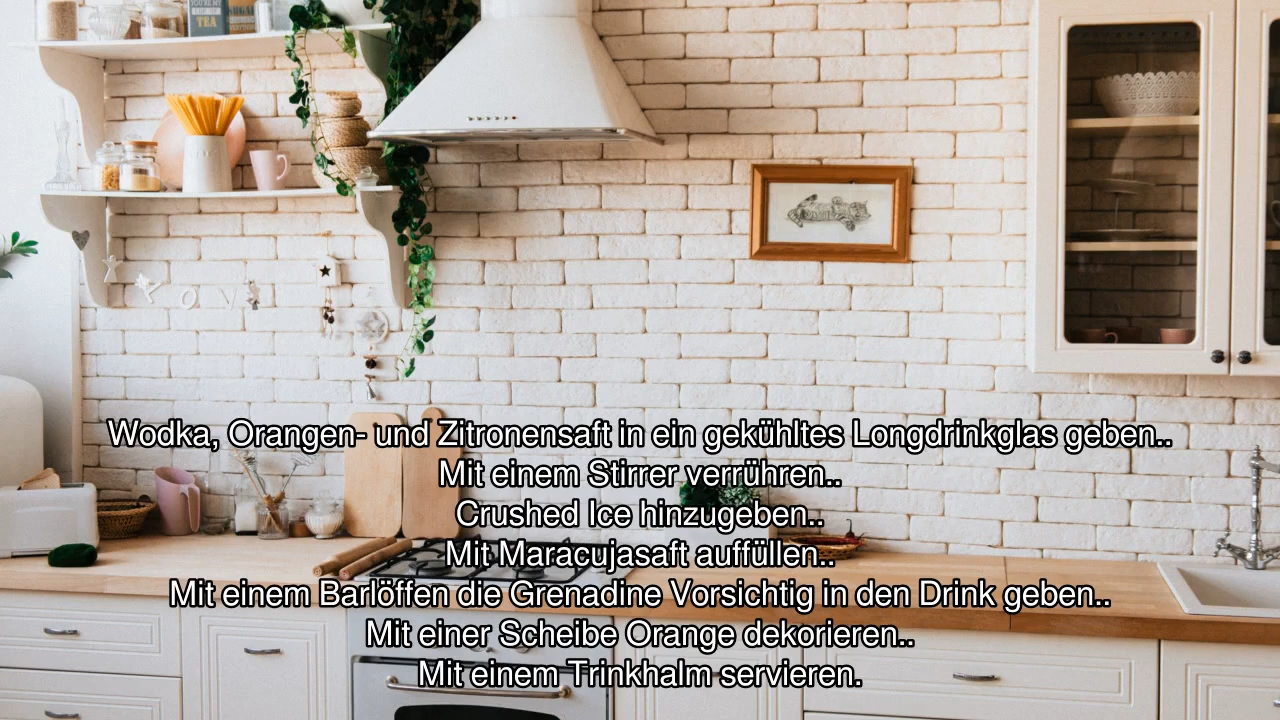 TEA
Wodka, Orangen- und Zitronensaft in ein gekühltes Longdrinkglas geben..
Mit einem Stirrer verrühren..
Crushed Ice hinzugeben..
Mit Maracujasaft auffüllen..
Mit einem Barlöffen die Grenadine Vorsichtig in den Drink geben..
Mit einer Scheibe Orange dekorieren..
Mit einem Trinkhalm servieren.